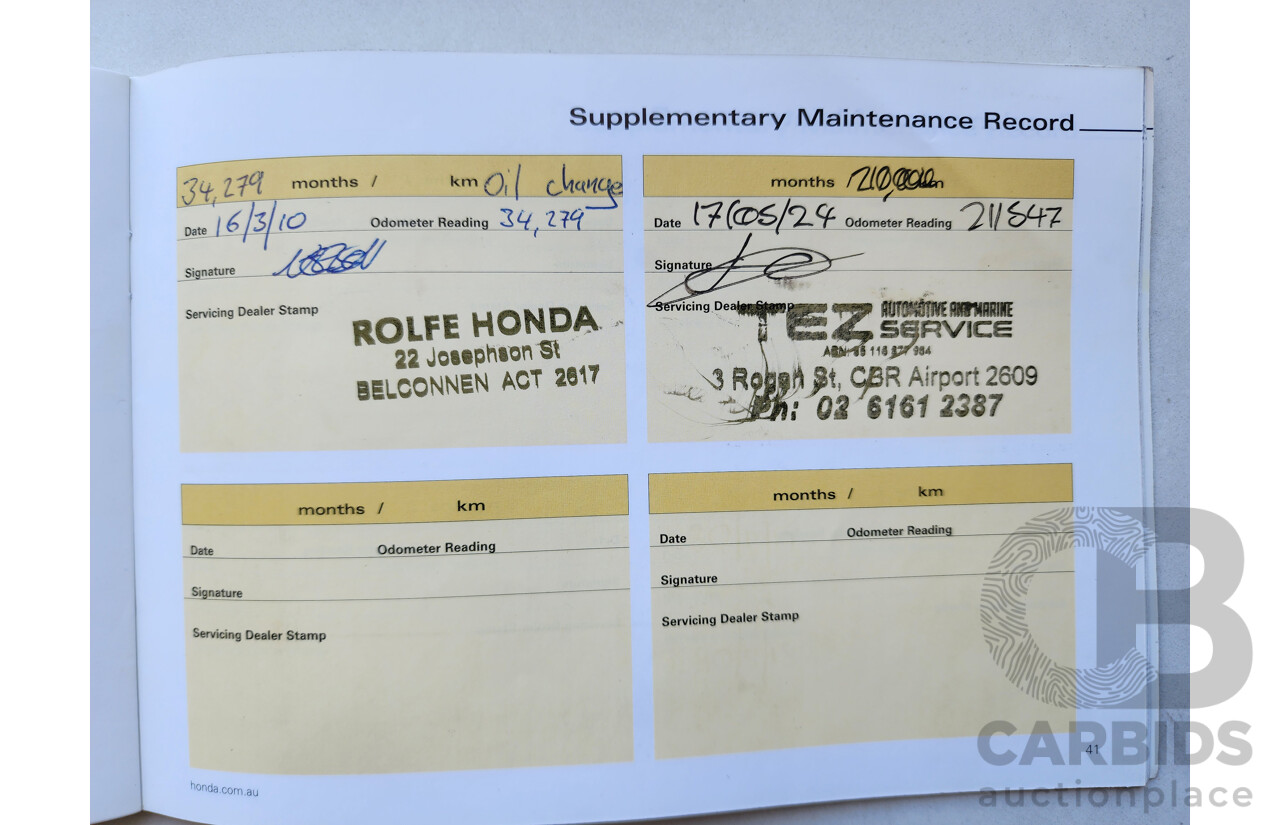 Supplementary Maintenance Record
34,279 months / km Oil change
Date 16/3/10 Odometer Reading 34,279
Signature
Servicing Dealer Stamp
ROLFE HONDA
22 Josephson St
BELCONNEN ACT 2617
months 210,000 km
Date 17/05/24 Odometer Reading 211847
Signature
Servicing Dealer Stamp
TEZ AUTOMOTIVE AND MARINE
SERVICE
ABN:
3 Rogan St, CBR Airport 2609
Ph: 02 6161 2387
months / km
Date Odometer Reading
Signature
Servicing Dealer Stamp
months / km
Date Odometer Reading
Signature
Servicing Dealer Stamp
honda.com.au
41
CB
CARBIDS
auctionplace